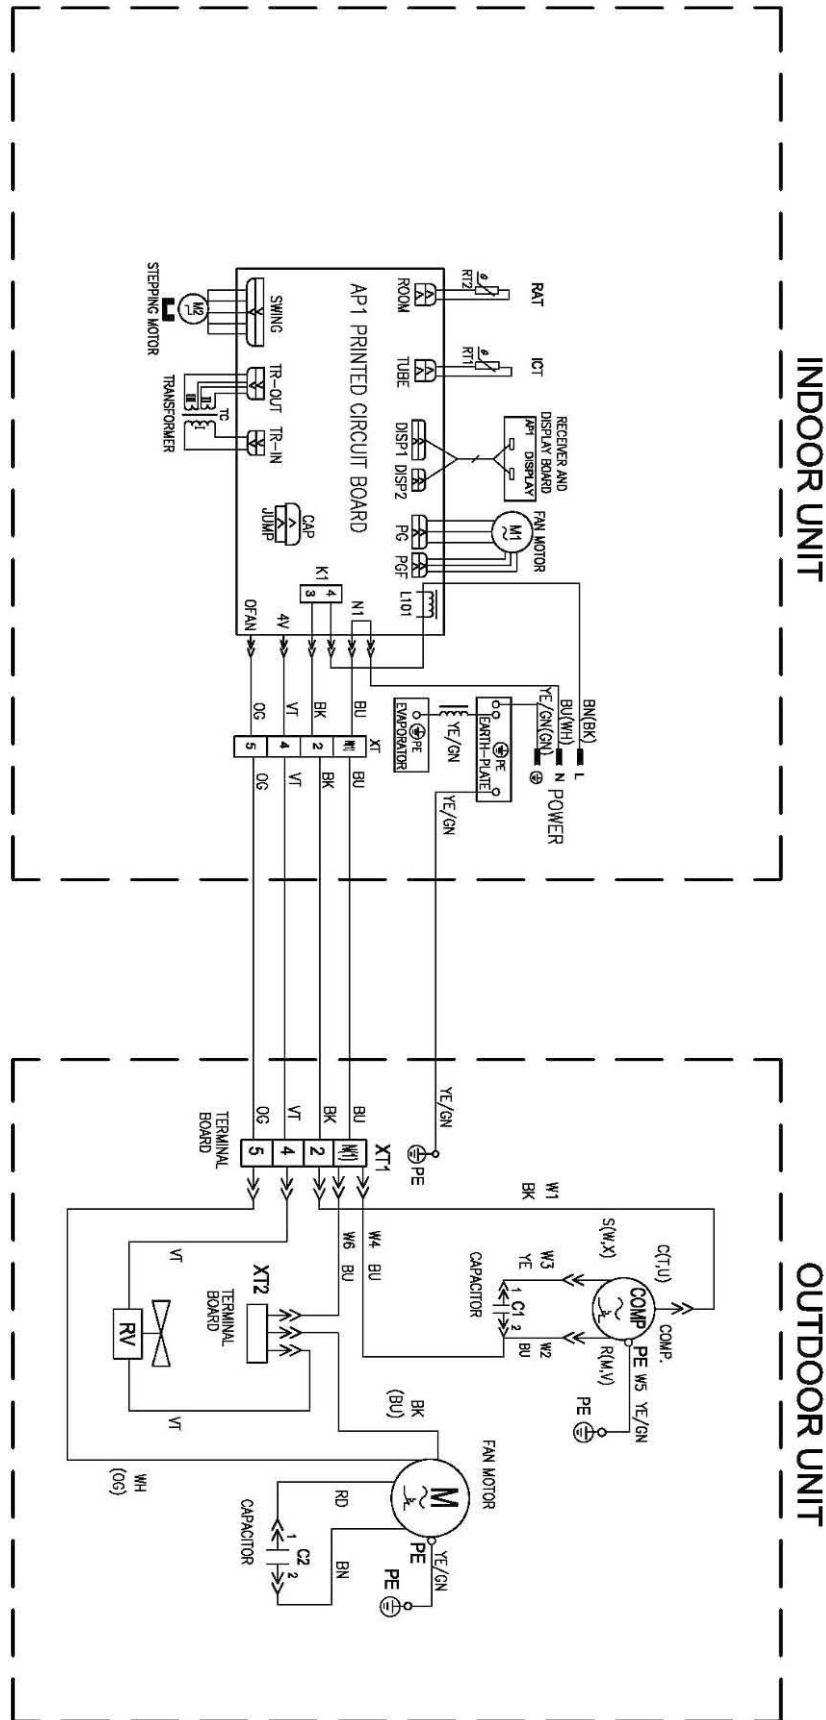 INDOOR UNIT
RAT
RT2
θ
ROOM
ICT
RT1
θ
TUBE
RECEIVER AND
DISPLAY BOARD
AP1 DISPLAY
DISP1 DISP2
FAN MOTOR
M1
PG
PGF
L101
AP1 PRINTED CIRCUIT BOARD
SWING
M2
STEPPING MOTOR
TR-OUT
TR-IN
TC
TRANSFORMER
CAP
JUMP
K1
4
3
N1
OFAN
4V
BN(BK)
BU(WH)
YE/GN(GN)
L
N
POWER
PE
EARTH-PLATE
YE/GN
PE
EVAPORATOR
YE/GN
BU
BK
VT
OG
XT
N(1)
2
4
5
BU
BK
VT
OG
OUTDOOR UNIT
YE/GN
PE
BU
BK
VT
OG
XT1
N(1)
2
4
5
TERMINAL
BOARD
W1
BK
W4 BU
W6 BU
C(T,U)
COMP.
COMP
S(W,X)
R(M,V)
W3
YE
W2
BU
1 C1 2
CAPACITOR
PE W5 YE/GN
PE
XT2
TERMINAL
BOARD
VT
RV
VT
BK
(BU)
WH
(OG)
FAN MOTOR
M
RD
BN
1 C2 2
CAPACITOR
PE
YE/GN
PE